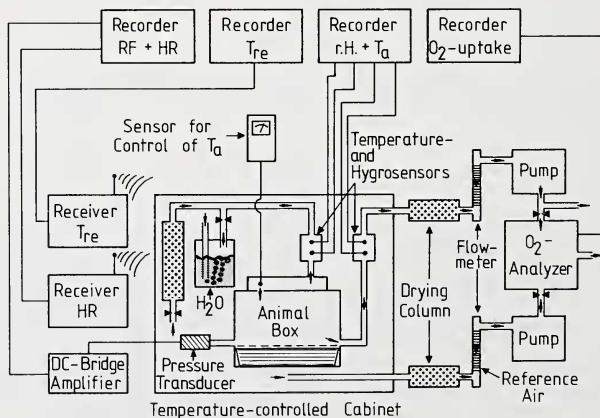 Recorder
RF + HR
Recorder
Tre
Recorder
r.H. + Ta
Recorder
O2-uptake
Sensor for
Control of Ta
Temperature-
and
Hygrosensors
Pump
Receiver
Tre
Flow-
meter
O2-
Analyzer
H2O
Receiver
HR
Animal
Box
Drying
Column
Pump
DC-Bridge
Amplifier
Pressure
Transducer
Reference
Air
Temperature-controlled Cabinet